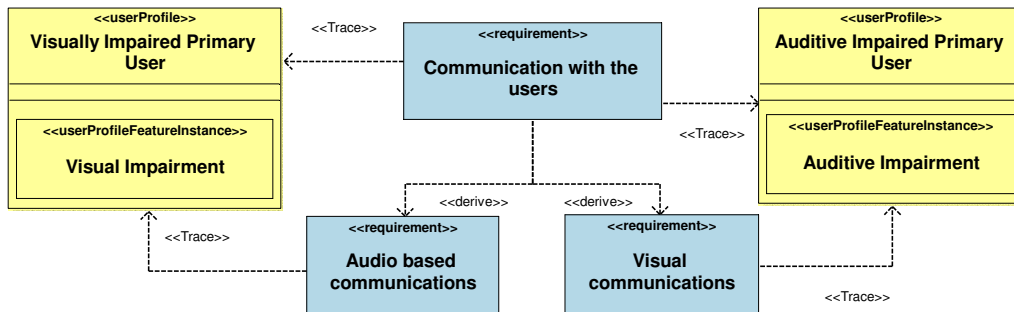 <<userProfile>>
Visually Impaired Primary
User
<<userProfileFeatureInstance>>
Visual Impairment
<<Trace>>
<<requirement>>
Communication with the
users
<<Trace>>
<<userProfile>>
Auditive Impaired Primary
User
<<userProfileFeatureInstance>>
Auditive Impairment
<<derive>>
<<derive>>
<<Trace>>
<<requirement>>
Audio based
communications
<<requirement>>
Visual
communications
<<Trace>>